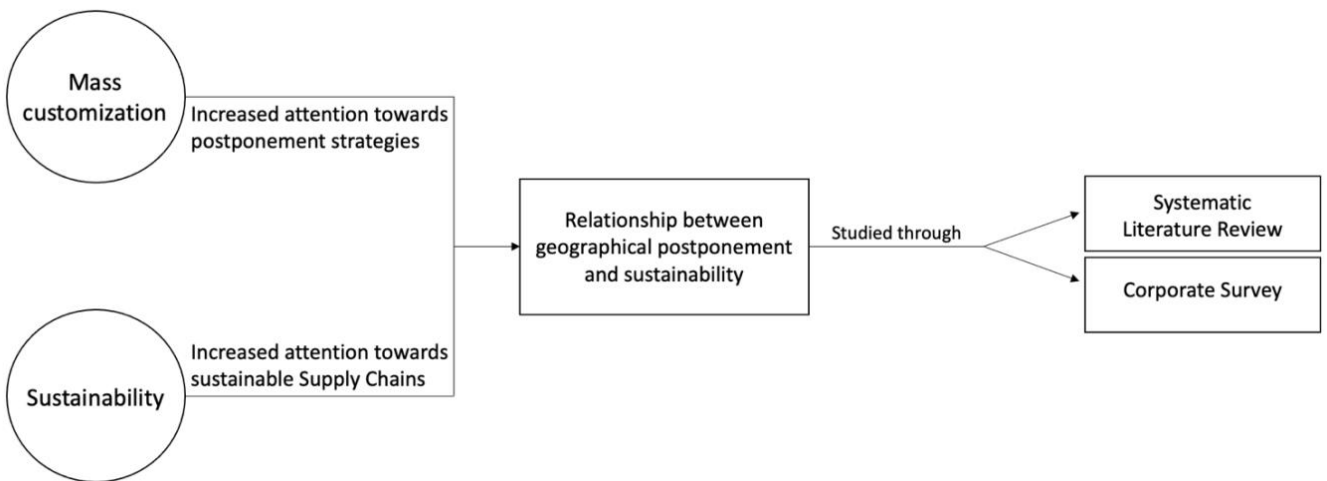 Mass
customization
Increased attention towards
postponement strategies
Relationship between
geographical postponement
and sustainability
Studied through
Systematic
Literature Review
Corporate Survey
Increased attention towards
sustainable Supply Chains
Sustainability